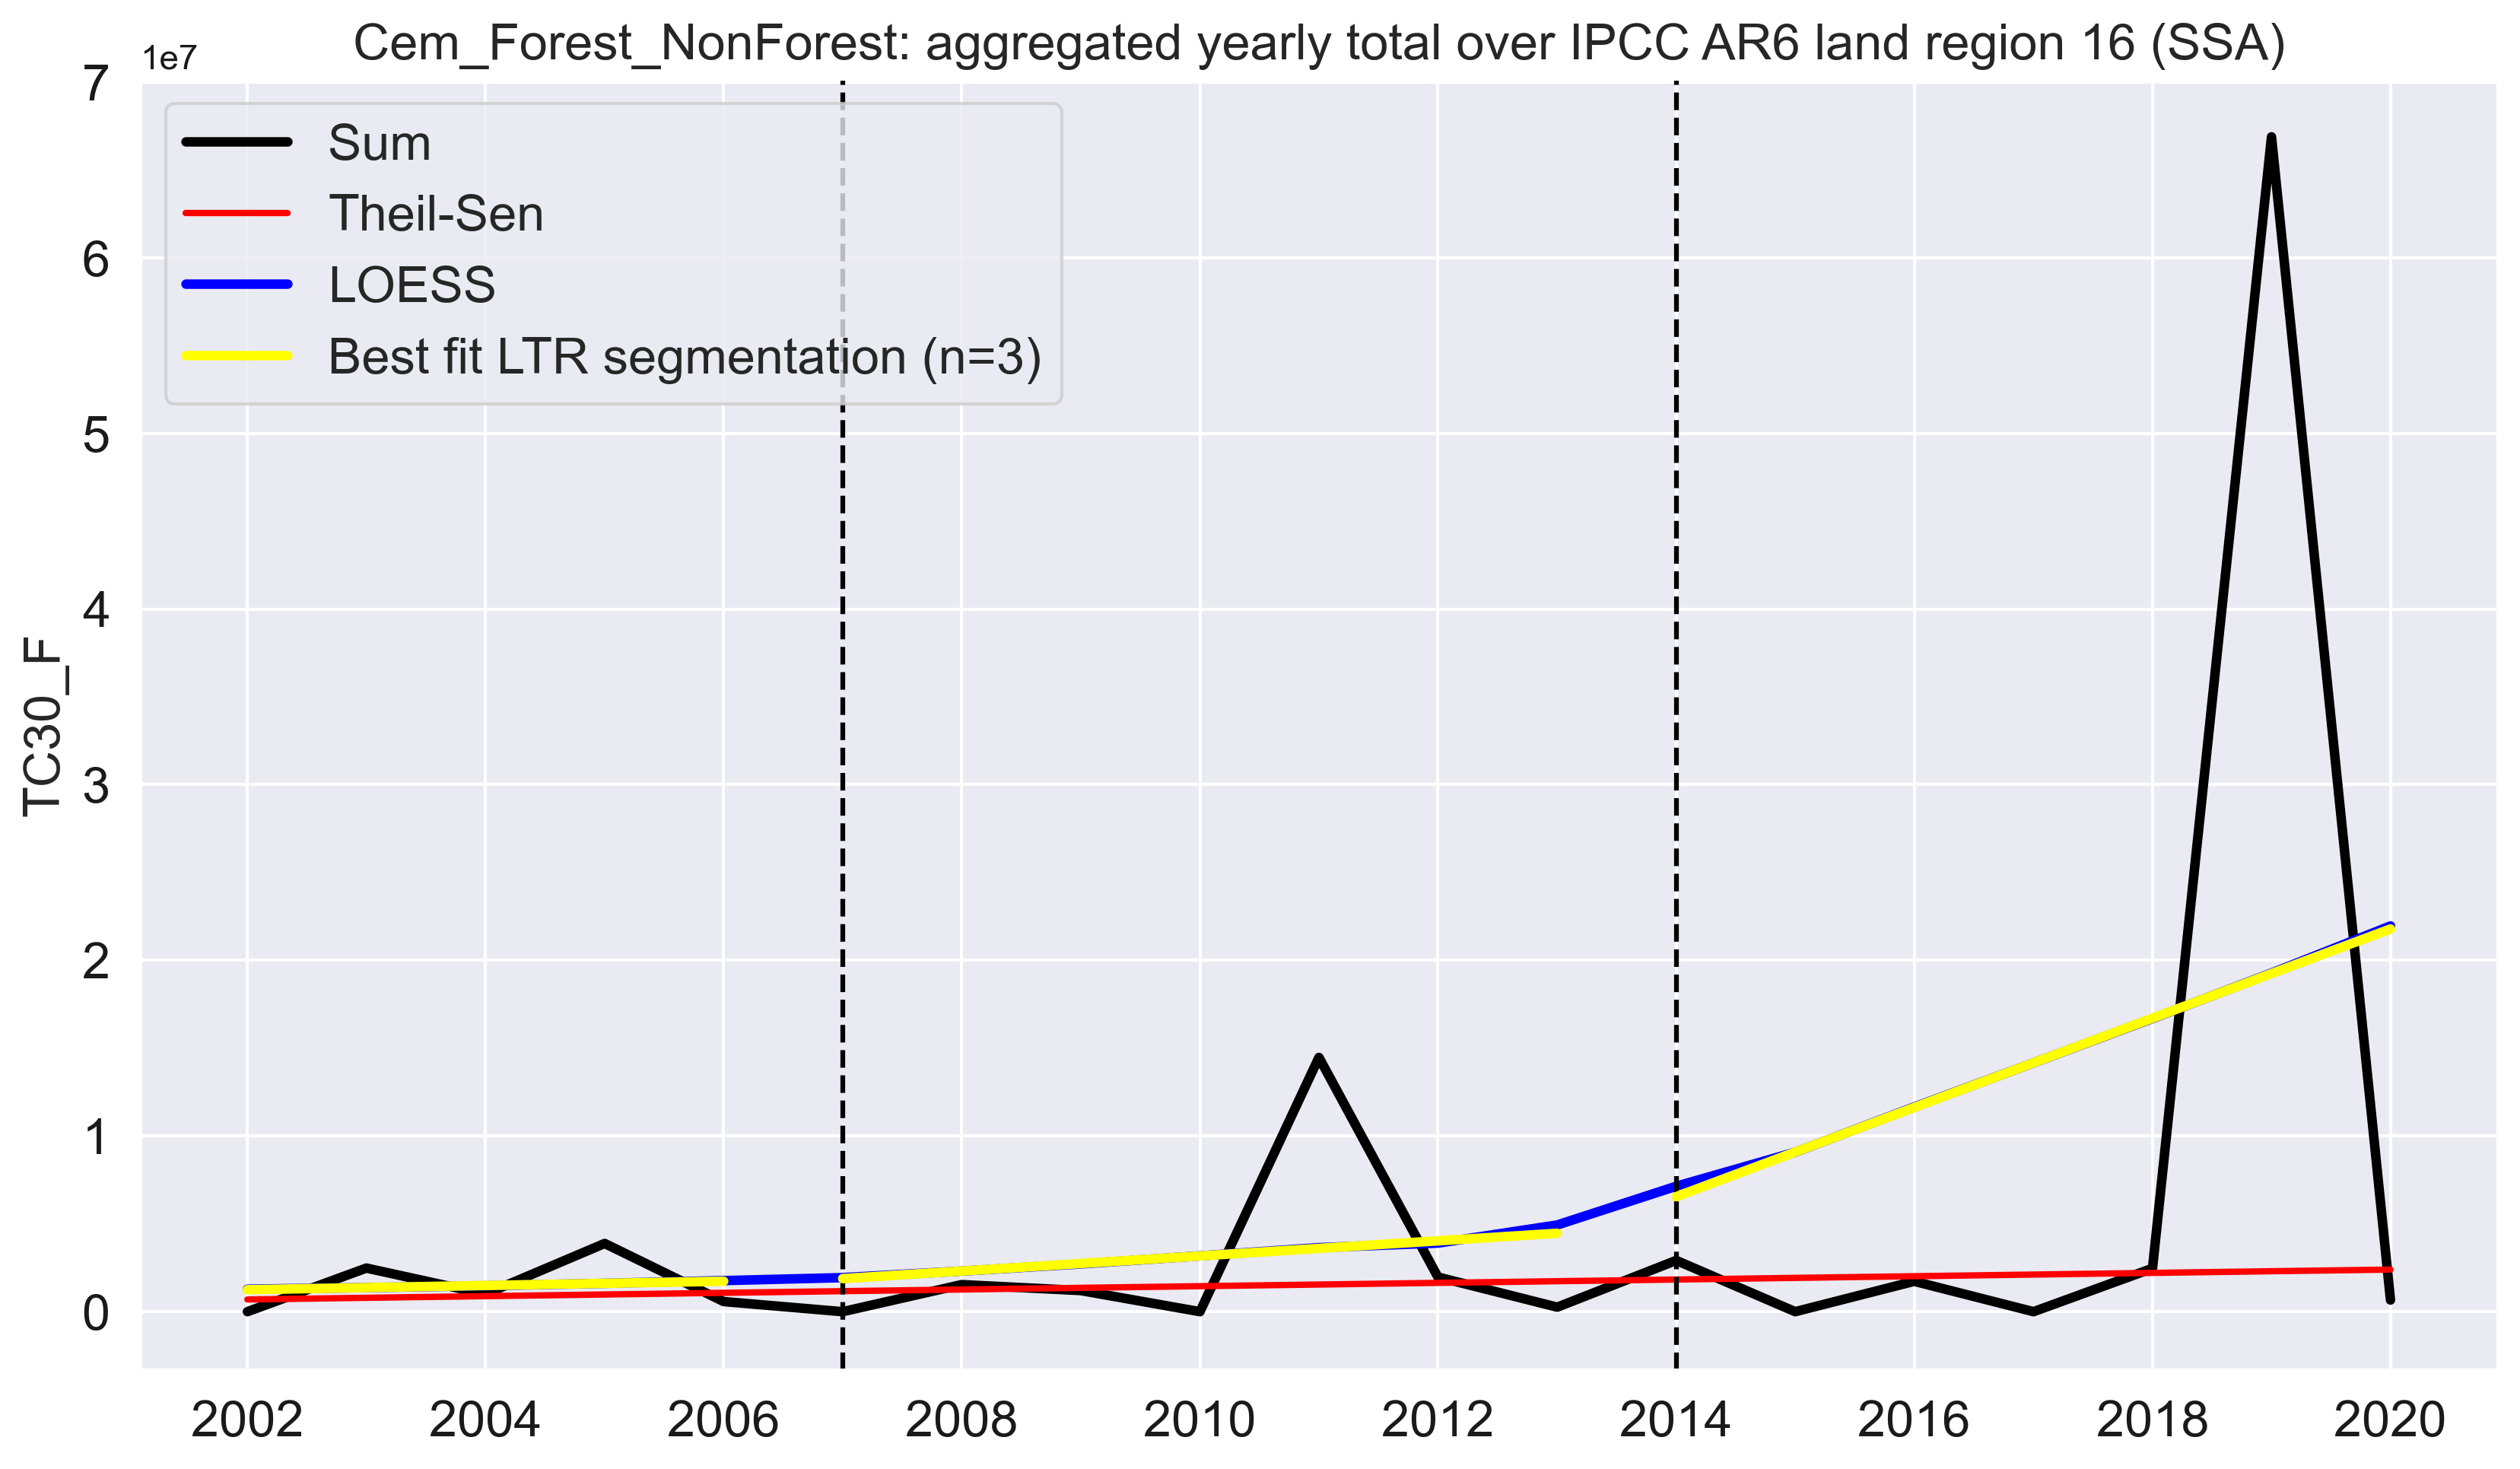 Cem_Forest_NonForest: aggregated yearly total over IPCC AR6 land region 16 (SSA)
1e7
7
6
5
4
3
2
1
0
TC30_F
Sum
Theil-Sen
LOESS
Best fit LTR segmentation (n=3)
2002 2004 2006 2008 2010 2012 2014 2016 2018 2020